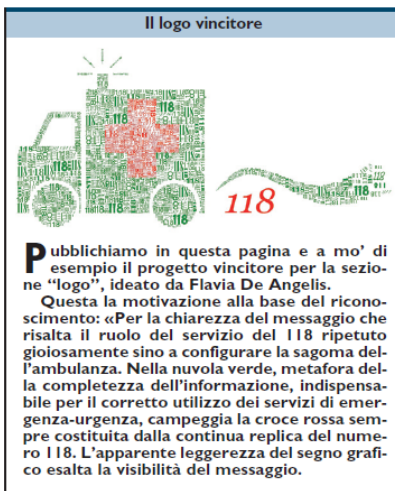 Il logo vincitore
118
Pubblichiamo in questa pagina e a mo' di
esempio il progetto vincitore per la sezio-
ne “logo”, ideato da Flavia De Angelis.
Questa la motivazione alla base del ricono-
scimento: «Per la chiarezza del messaggio che
risalta il ruolo del servizio del 118 ripetuto
gioiosamente sino a configurare la sagoma del-
l'ambulanza. Nella nuvola verde, metafora del-
la completezza dell'informazione, indispensa-
bile per il corretto utilizzo dei servizi di emer-
genza-urgenza, campeggia la croce rossa sem-
pre costituita dalla continua replica del nume-
ro 118. L'apparente leggerezza del segno grafi-
co esalta la visibilità del messaggio.